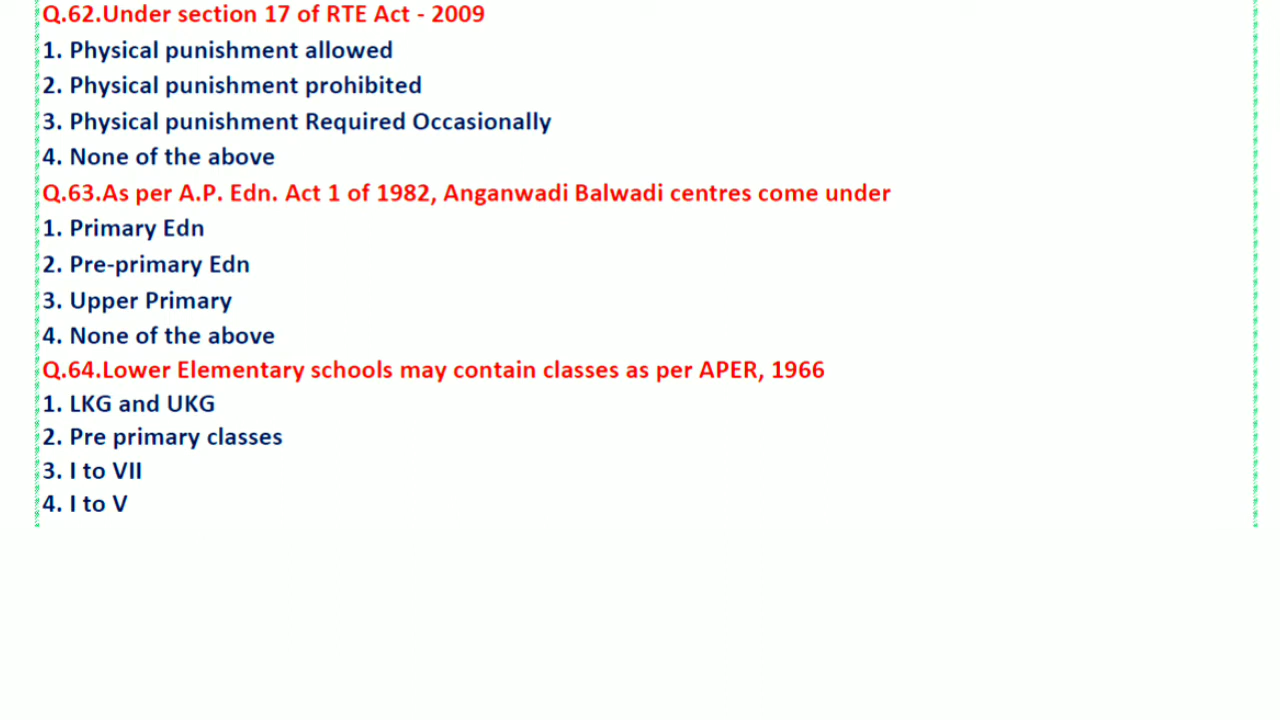 Q.62.Under section 17 of RTE Act - 2009
1. Physical punishment allowed
2. Physical punishment prohibited
3. Physical punishment Required Occasionally
4. None of the above
Q.63.As per A.P. Edn. Act 1 of 1982, Anganwadi Balwadi centres come under
1. Primary Edn
2. Pre-primary Edn
3. Upper Primary
4. None of the above
Q.64.Lower Elementary schools may contain classes as per APER, 1966
1. LKG and UKG
2. Pre primary classes
3. I to VII
4. I to V